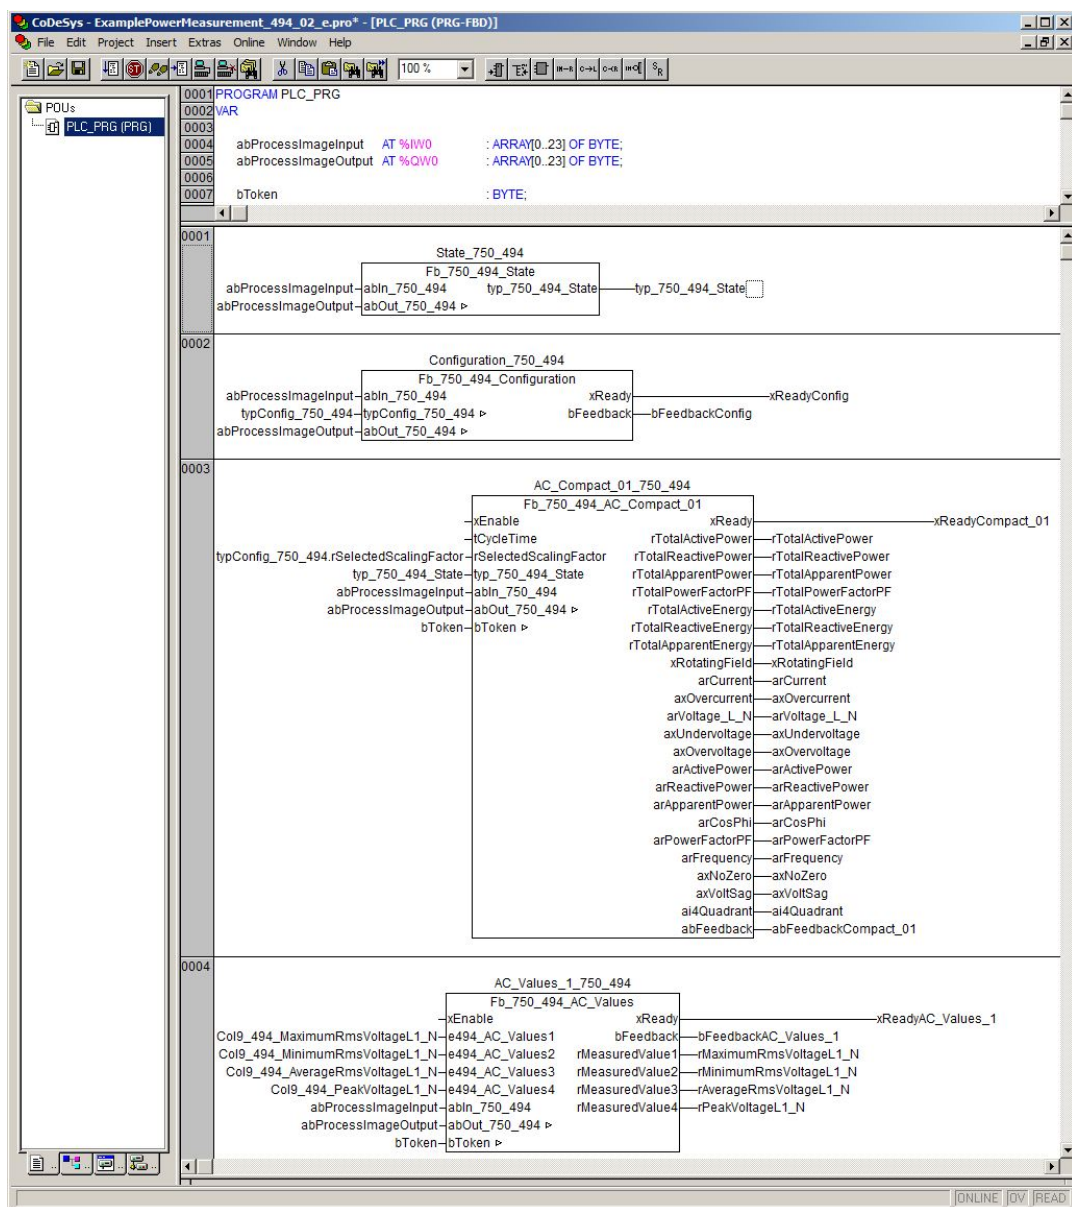 CoDeSys - ExamplePowerMeasurement_494_02_e.pro* - [PLC_PRG (PRG-FBD)]
File Edit Project Insert Extras Online Window Help
100 %
POUs
PLC_PRG (PRG)
0001 PROGRAM PLC_PRG
0002 VAR
0003
0004 abProcessImageInput AT %IW0 : ARRAY[0..23] OF BYTE;
0005 abProcessImageOutput AT %QW0 : ARRAY[0..23] OF BYTE;
0006
0007 bToken : BYTE;
0001
State_750_494
Fb_750_494_State
abProcessImageInput abIn_750_494 typ_750_494_State typ_750_494_State
abProcessImageOutput abOut_750_494
0002
Configuration_750_494
Fb_750_494_Configuration
abProcessImageInput abIn_750_494 xReady xReadyConfig
typConfig_750_494 typConfig_750_494 bFeedback bFeedbackConfig
abProcessImageOutput abOut_750_494
0003
AC_Compact_01_750_494
Fb_750_494_AC_Compact_01
xEnable xReady xReadyCompact_01
tCycleTime rTotalActivePower rTotalActivePower
typConfig_750_494.rSelectedScalingFactor rSelectedScalingFactor rTotalReactivePower rTotalReactivePower
typ_750_494_State typ_750_494_State rTotalApparentPower rTotalApparentPower
abProcessImageInput abIn_750_494 rTotalPowerFactorPF rTotalPowerFactorPF
abProcessImageOutput abOut_750_494 rTotalActiveEnergy rTotalActiveEnergy
bToken bToken rTotalReactiveEnergy rTotalReactiveEnergy
rTotalApparentEnergy rTotalApparentEnergy
xRotatingField xRotatingField
arCurrent arCurrent
axOvercurrent axOvercurrent
arVoltage_L_N arVoltage_L_N
axUndervoltage axUndervoltage
axOvervoltage axOvervoltage
arActivePower arActivePower
arReactivePower arReactivePower
arApparentPower arApparentPower
arCosPhi arCosPhi
arPowerFactorPF arPowerFactorPF
arFrequency arFrequency
axNoZero axNoZero
axVoltSag axVoltSag
ai4Quadrant ai4Quadrant
abFeedback abFeedbackCompact_01
0004
AC_Values_1_750_494
Fb_750_494_AC_Values
xEnable xReady xReadyAC_Values_1
Col9_494_MaximumRmsVoltageL1_N e494_AC_Values1 bFeedback bFeedbackAC_Values_1
Col9_494_MinimumRmsVoltageL1_N e494_AC_Values2 rMeasuredValue1 rMaximumRmsVoltageL1_N
Col9_494_AverageRmsVoltageL1_N e494_AC_Values3 rMeasuredValue2 rMinimumRmsVoltageL1_N
Col9_494_PeakVoltageL1_N e494_AC_Values4 rMeasuredValue3 rAverageRmsVoltageL1_N
abProcessImageInput abIn_750_494 rMeasuredValue4 rPeakVoltageL1_N
abProcessImageOutput abOut_750_494
bToken bToken
ONLINE OV READ